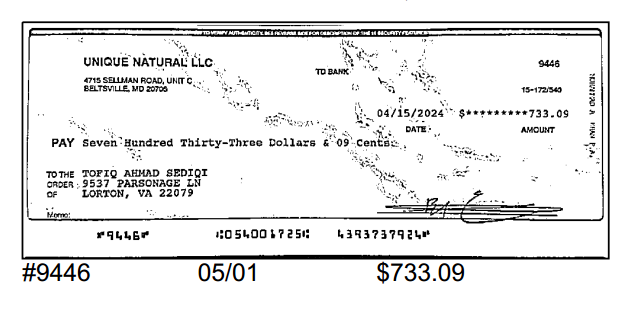 UNIQUE NATURAL LLC
4715 SELLMAN ROAD, UNIT C
BELTSVILLE, MD 20705
TD BANK
9446
15-172/540
04/15/2024 $*********733.09
DATE AMOUNT
PAY Seven Hundred Thirty-Three Dollars & 09 Cents
TO THE ORDER OF
TOFIQ AHMAD SEDIQI
9537 PARSONAGE LN
LORTON, VA 22079
Memo:
⑈9446⑈ ⑆054001725⑆ 4393737924⑈
#9446 05/01 $733.09